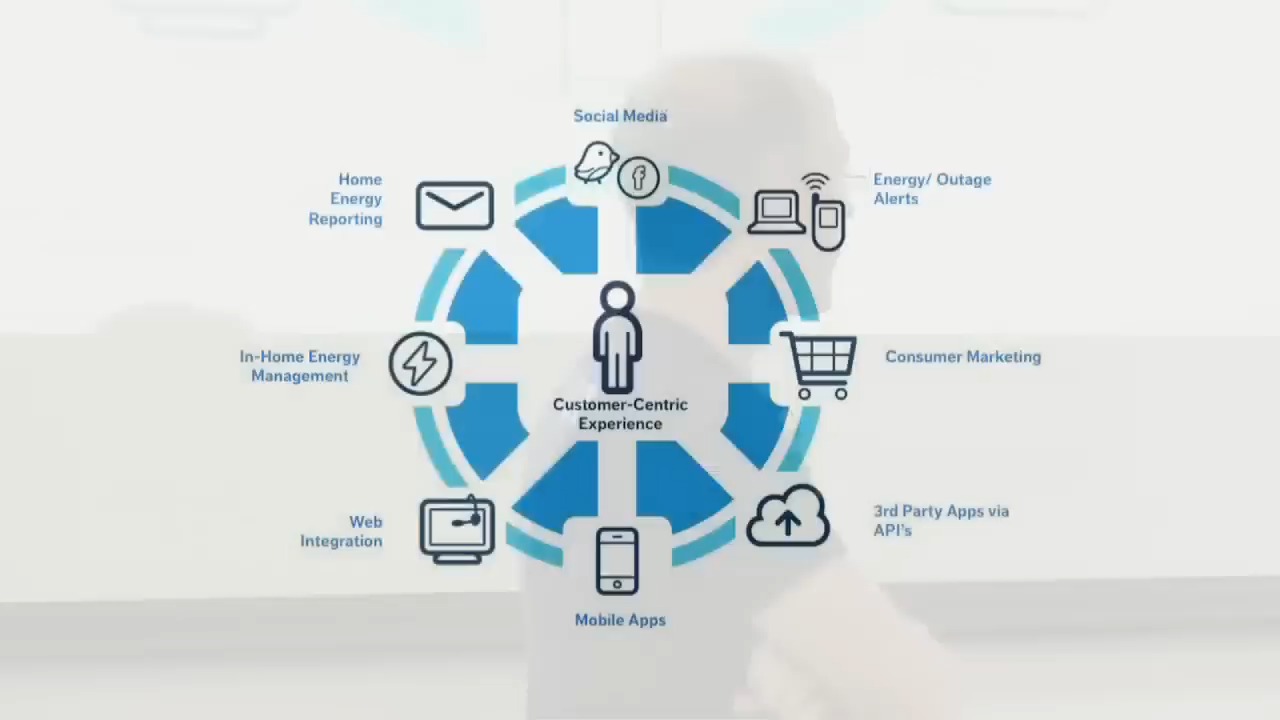 Social Media
Home
Energy
Reporting
Energy/ Outage
Alerts
In-Home Energy
Management
Consumer Marketing
Customer-Centric
Experience
Web
Integration
3rd Party Apps via
API's
Mobile Apps